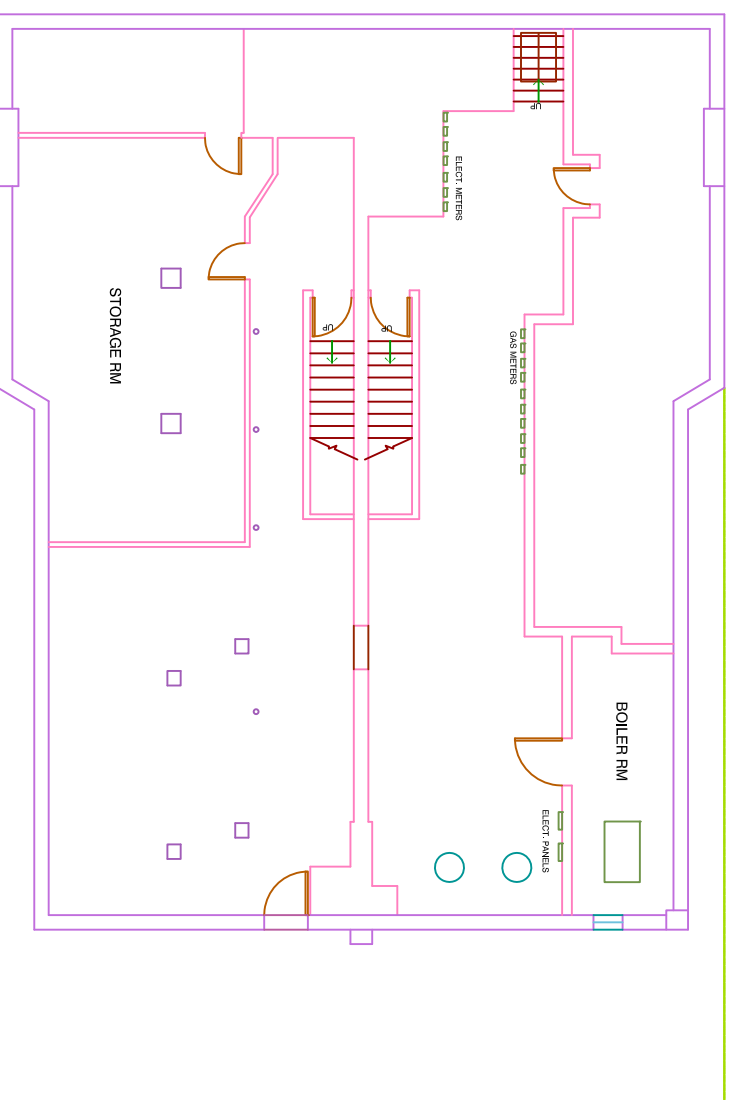 UP
ELECT. METERS
UP
UP
STORAGE RM
GAS METERS
BOILER RM
ELECT. PANELS